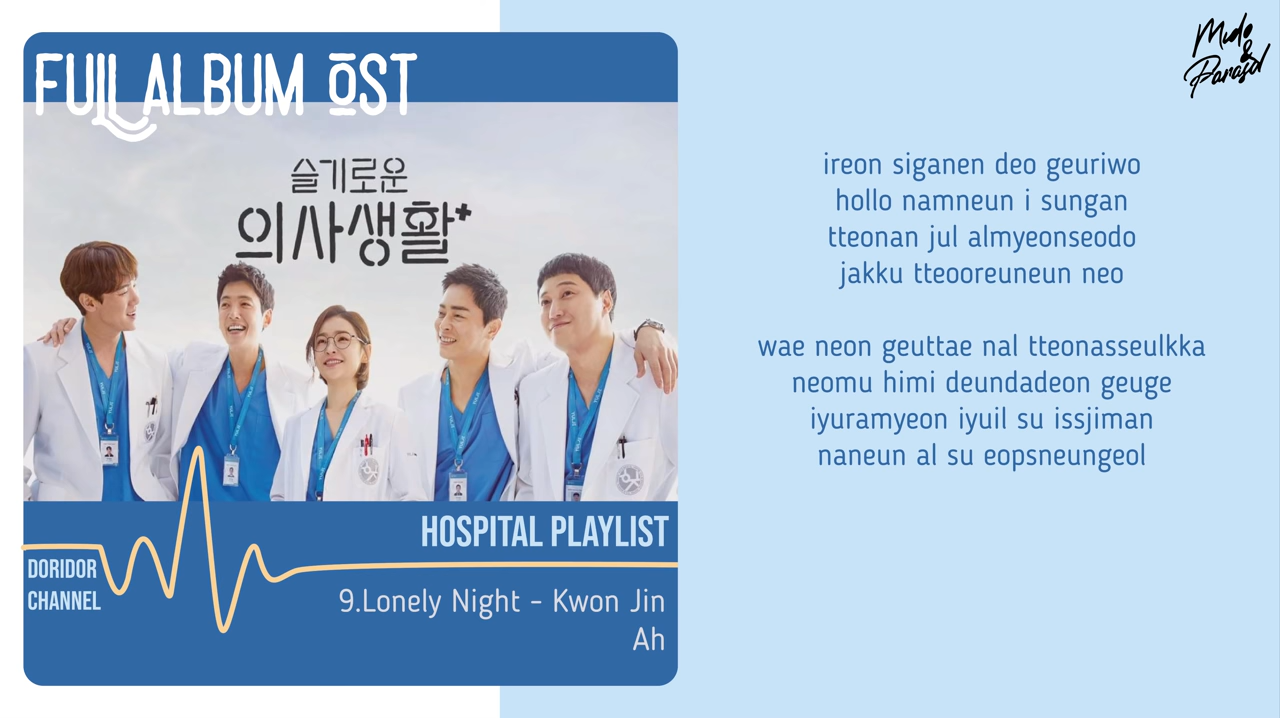 FULL ALBUM OST
슬기로운
의사생활+
HOSPITAL PLAYLIST
DORIDOR
CHANNEL
9.Lonely Night - Kwon Jin
Ah
Mido
&
Parasol
ireon siganen deo geuriwo
hollo namneun i sungan
tteonan jul almyeonseodo
jakku tteooreuneun neo
wae neon geuttae nal tteonasseulkka
neomu himi deundadeon geuge
iyuramyeon iyuil su issjiman
naneun al su eopsneungeol